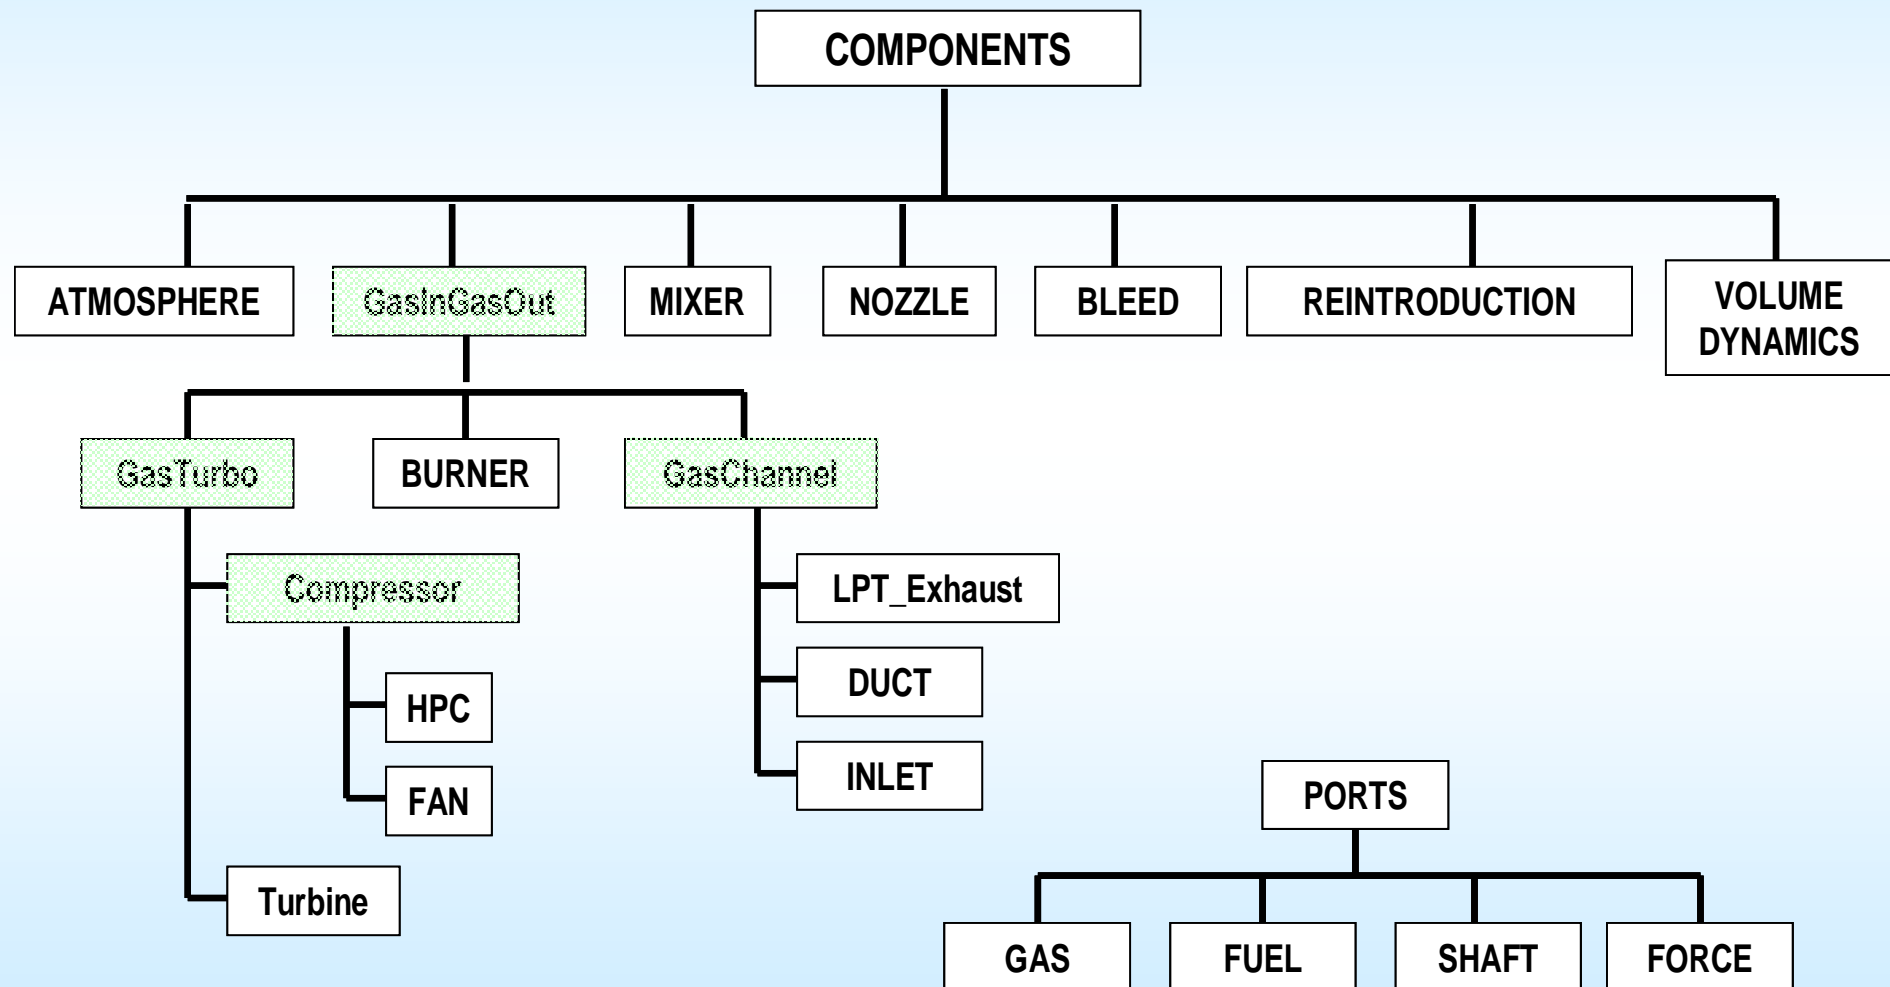 COMPONENTS
ATMOSPHERE
GasInGasOut
MIXER
NOZZLE
BLEED
REINTRODUCTION
VOLUME
DYNAMICS
GasTurbo
BURNER
GasChannel
Compressor
LPT_Exhaust
HPC
DUCT
FAN
INLET
Turbine
PORTS
GAS
FUEL
SHAFT
FORCE